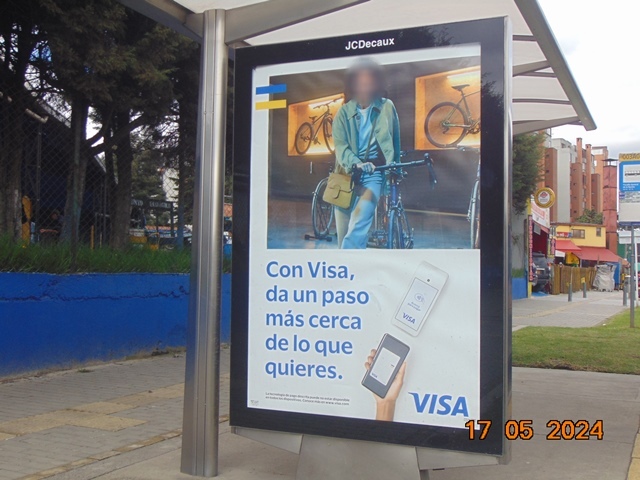 JCDecaux
Con Visa,
da un paso
más cerca
de lo que
quieres.
VISA
VISA
17 05 2024